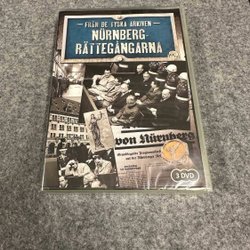 FRÅN DE TYSKA ARKIVEN
NÜRNBERG-
RÄTTEGÅNGARNA
von Nürnberg
3 DVD